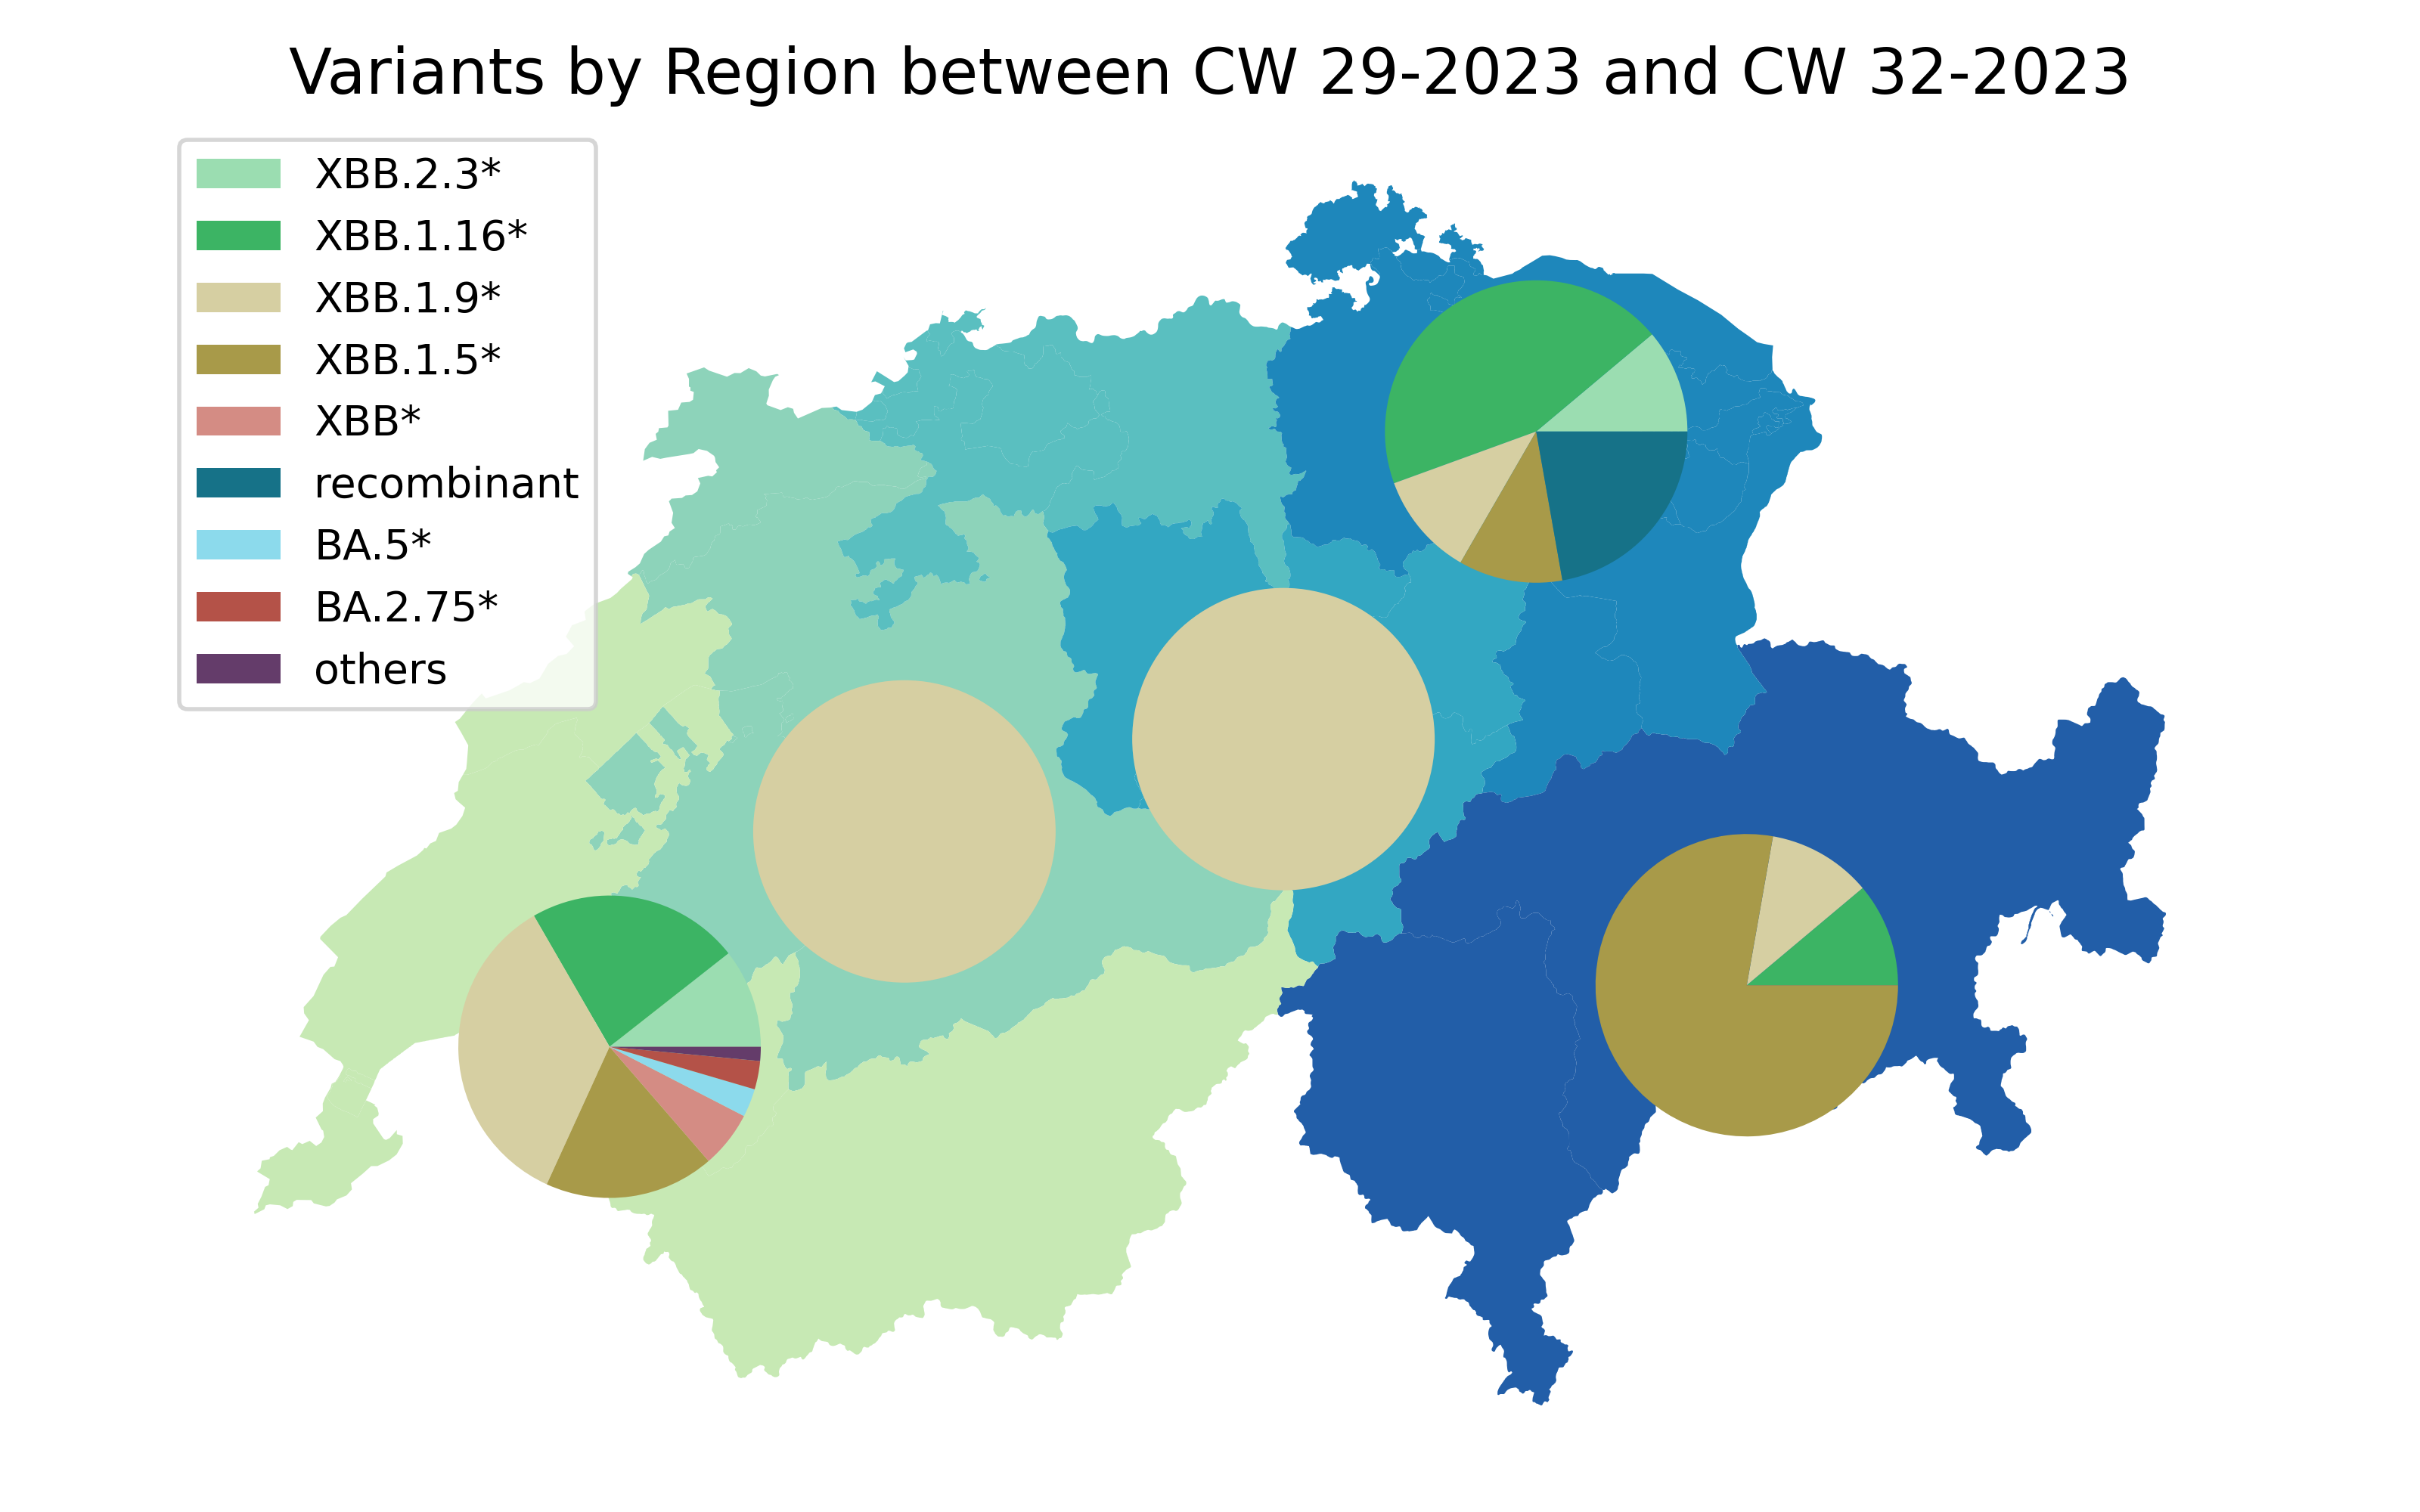 Variants by Region between CW 29-2023 and CW 32-2023
XBB.2.3*
XBB.1.16*
XBB.1.9*
XBB.1.5*
XBB*
recombinant
BA.5*
BA.2.75*
others